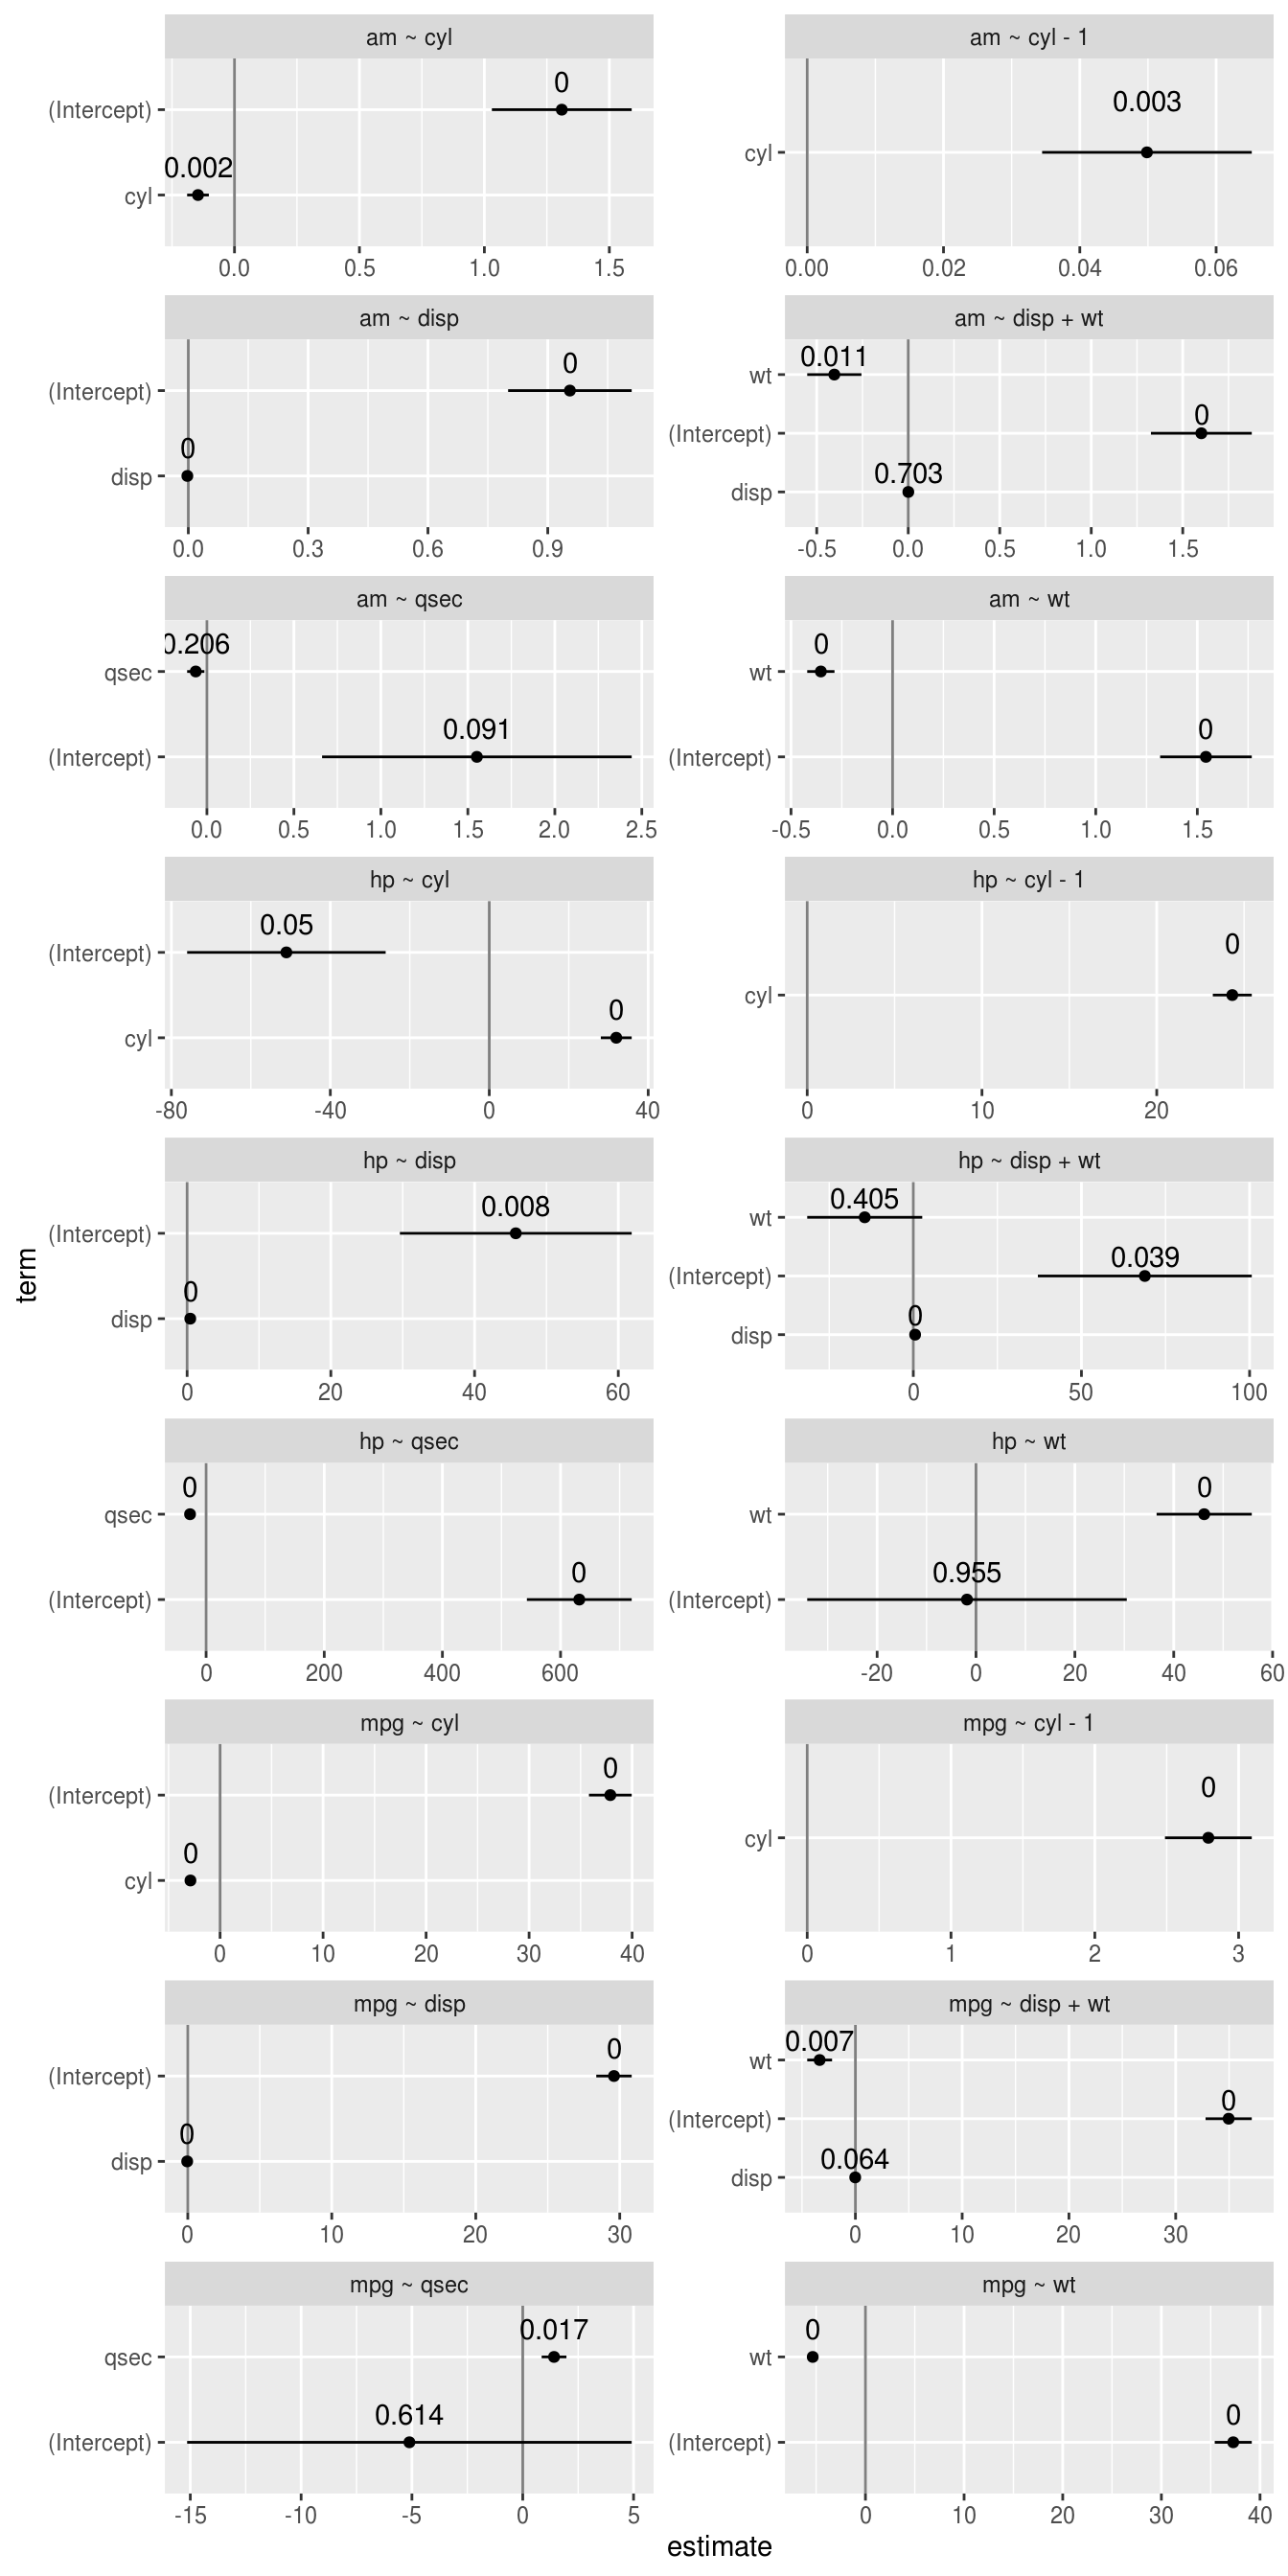 am ~ cyl
(Intercept)
0
cyl
0.002
0.0 0.5 1.0 1.5
am ~ cyl - 1
cyl
0.003
0.00 0.02 0.04 0.06
am ~ disp
(Intercept)
0
disp
0
0.0 0.3 0.6 0.9
am ~ disp + wt
wt
0.011
(Intercept)
0
disp
0.703
-0.5 0.0 0.5 1.0 1.5
am ~ qsec
qsec
0.206
(Intercept)
0.091
0.0 0.5 1.0 1.5 2.0 2.5
am ~ wt
wt
0
(Intercept)
0
-0.5 0.0 0.5 1.0 1.5
hp ~ cyl
(Intercept)
0.05
cyl
0
-80 -40 0 40
hp ~ cyl - 1
cyl
0
0 10 20
hp ~ disp
(Intercept)
0.008
disp
0
0 20 40 60
hp ~ disp + wt
wt
0.405
(Intercept)
0.039
disp
0
0 50 100
term
hp ~ qsec
qsec
0
(Intercept)
0
0 200 400 600
hp ~ wt
wt
0
(Intercept)
0.955
-20 0 20 40 60
mpg ~ cyl
(Intercept)
0
cyl
0
0 10 20 30 40
mpg ~ cyl - 1
cyl
0
0 1 2 3
mpg ~ disp
(Intercept)
0
disp
0
0 10 20 30
mpg ~ disp + wt
wt
0.007
(Intercept)
0
disp
0.064
0 10 20 30
mpg ~ qsec
qsec
0.017
(Intercept)
0.614
-15 -10 -5 0 5
mpg ~ wt
wt
0
(Intercept)
0
0 10 20 30 40
estimate